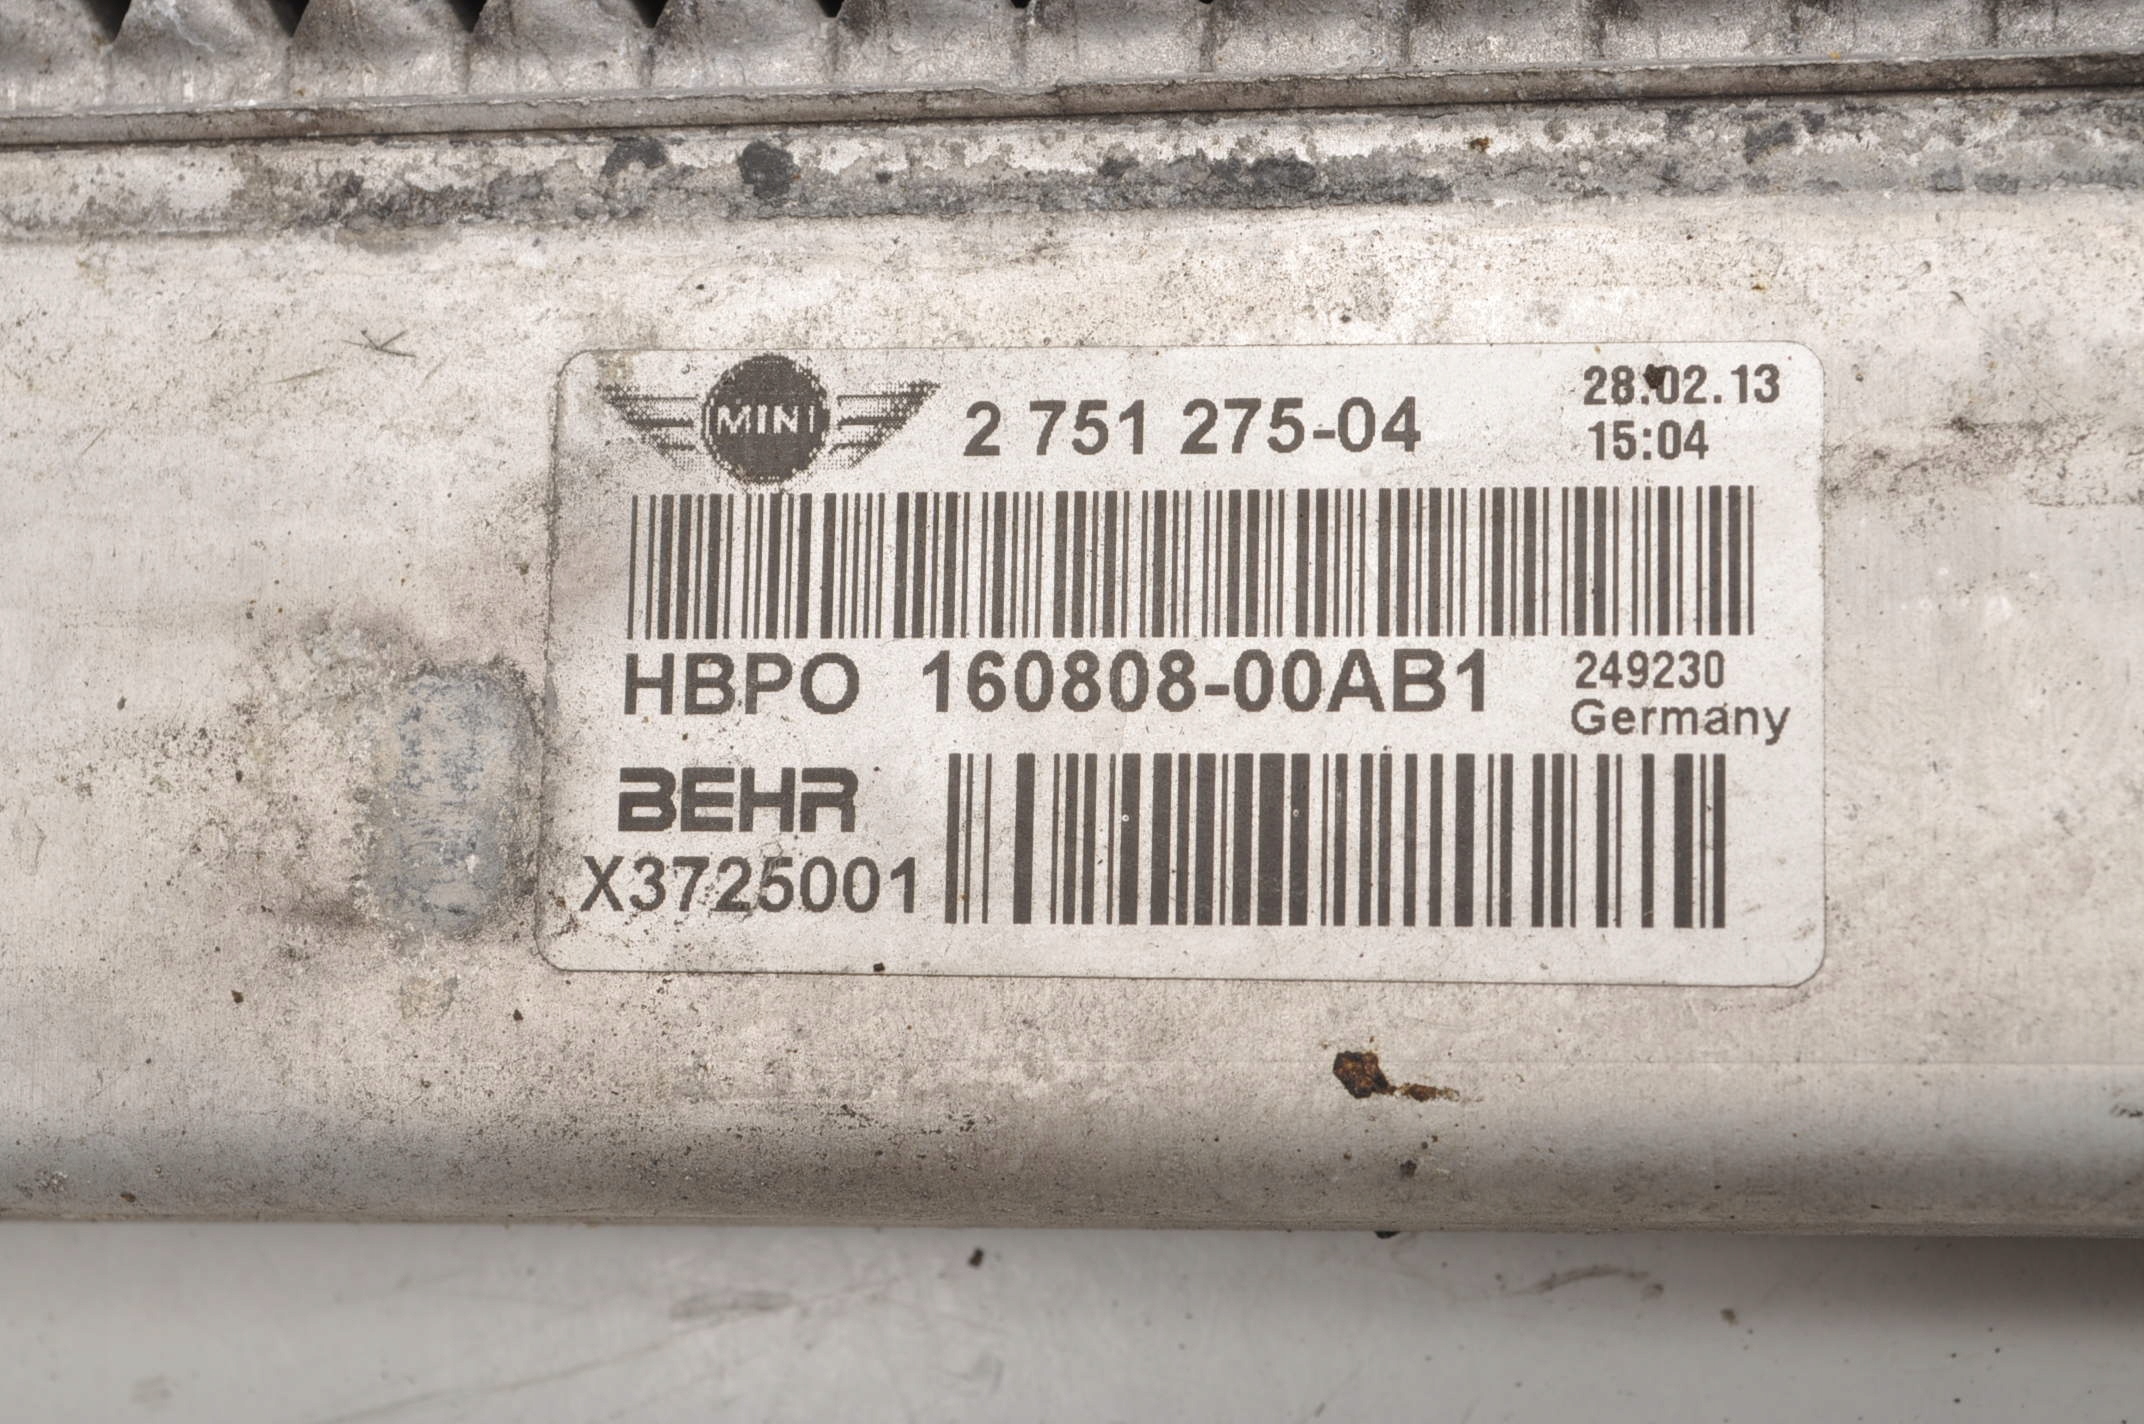 MINI 2 751 275-04 28.02.13
15:04
HBPO 160808-00AB1 249230
Germany
BEHR
X3725001